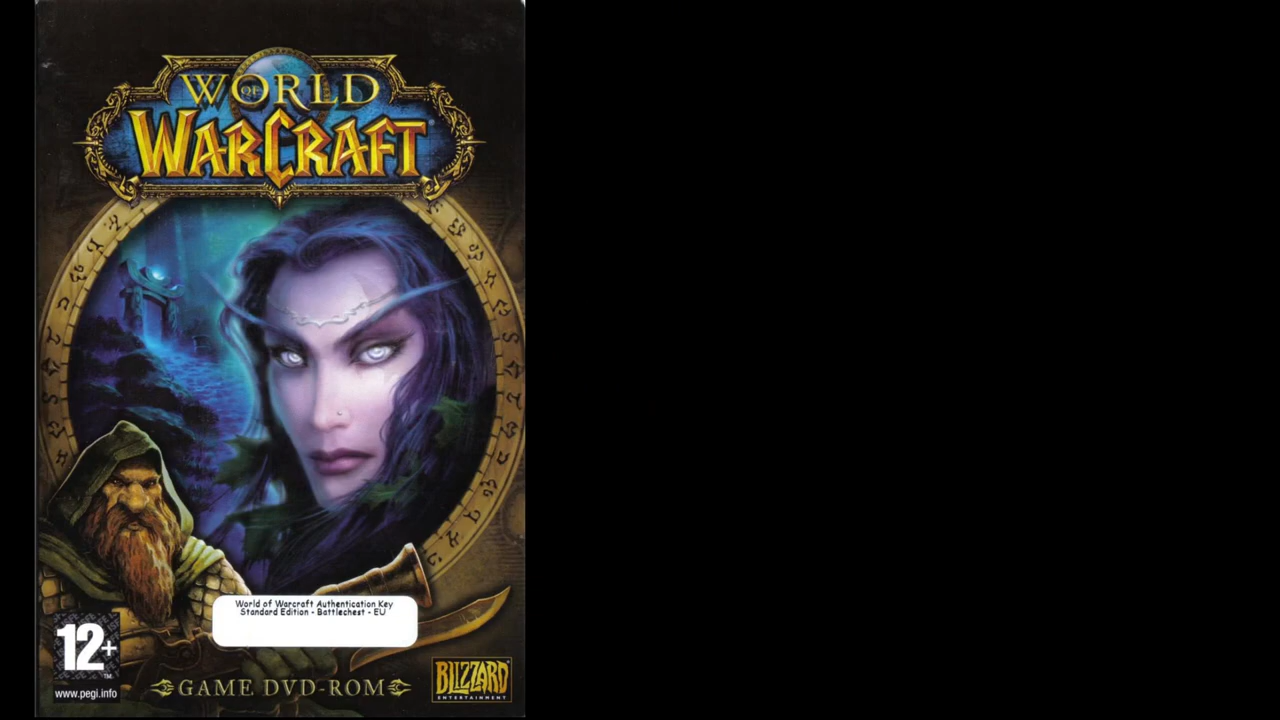 WORLD
OF
WARCRAFT
World of Warcraft Authentication Key
Standard Edition - Battlechest - EU
12+
TM
www.pegi.info
GAME DVD-ROM
BLIZZARD
ENTERTAINMENT